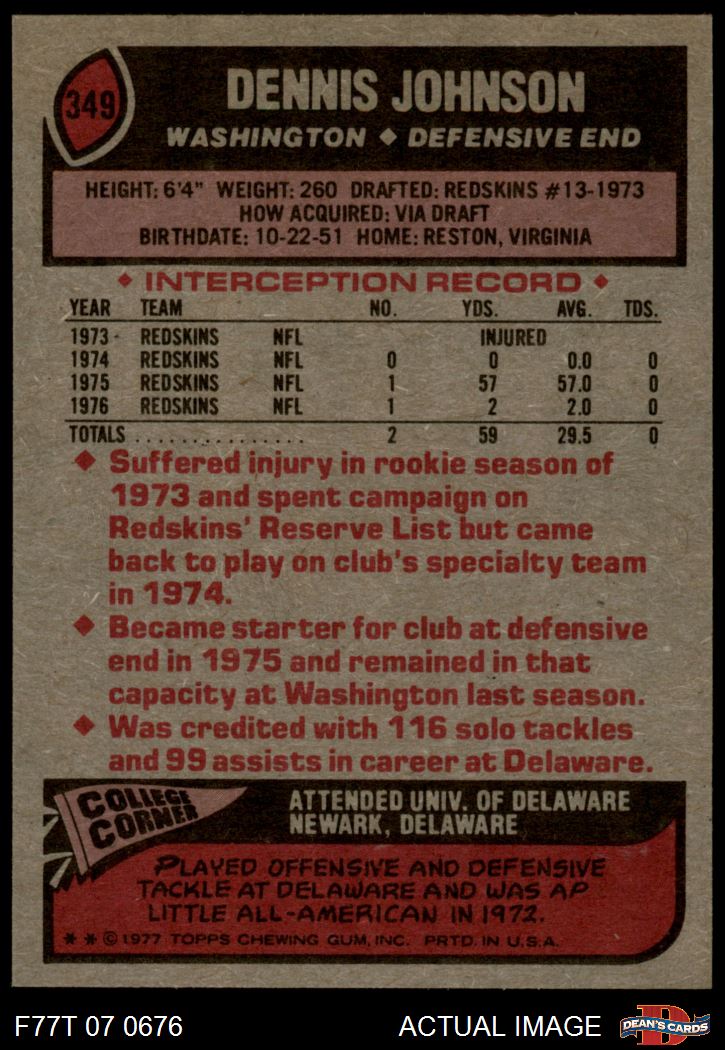 349
DENNIS JOHNSON
WASHINGTON ◆ DEFENSIVE END
HEIGHT: 6'4" WEIGHT: 260 DRAFTED: REDSKINS #13-1973
HOW ACQUIRED: VIA DRAFT
BIRTHDATE: 10-22-51 HOME: RESTON, VIRGINIA
◆ INTERCEPTION RECORD ◆
YEAR TEAM NO. YDS. AVG. TDS.
1973 REDSKINS NFL INJURED
1974 REDSKINS NFL 0 0 0.0 0
1975 REDSKINS NFL 1 57 57.0 0
1976 REDSKINS NFL 1 2 2.0 0
TOTALS ................ 2 59 29.5 0
◆ Suffered injury in rookie season of
1973 and spent campaign on
Redskins' Reserve List but came
back to play on club's specialty team
in 1974.
◆ Became starter for club at defensive
end in 1975 and remained in that
capacity at Washington last season.
◆ Was credited with 116 solo tackles
and 99 assists in career at Delaware.
COLLEGE
CORNER
ATTENDED UNIV. OF DELAWARE
NEWARK, DELAWARE
PLAYED OFFENSIVE AND DEFENSIVE
TACKLE AT DELAWARE AND WAS AP
LITTLE ALL-AMERICAN IN 1972.
* * © 1977 TOPPS CHEWING GUM, INC. PRTD. IN U.S.A.
F77T 07 0676 ACTUAL IMAGE
D
DEAN'S CARDS